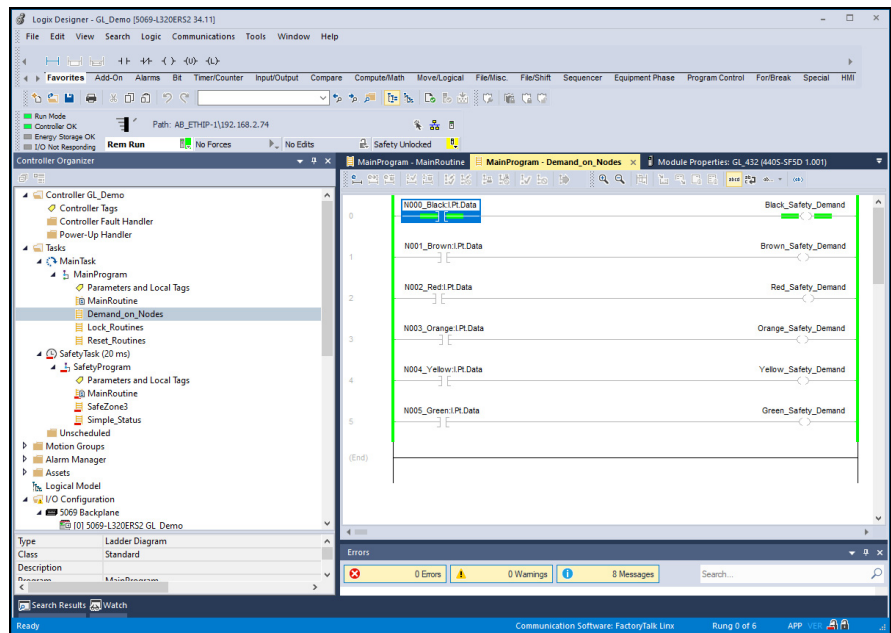 Logix Designer - GL_Demo [5069-L320ERS2 34.11]
File Edit View Search Logic Communications Tools Window Help
Favorites Add-On Alarms Bit Timer/Counter Input/Output Compare Compute/Math Move/Logical File/Misc. File/Shift Sequencer Equipment Phase Program Control For/Break Special HMI
Run Mode
Controller OK
Energy Storage OK
I/O Not Responding
Path: AB_ETHIP-1\192.168.2.74
Rem Run No Forces No Edits Safety Unlocked
Controller Organizer
Controller GL_Demo
Controller Tags
Controller Fault Handler
Power-Up Handler
Tasks
MainTask
MainProgram
Parameters and Local Tags
MainRoutine
Demand_on_Nodes
Lock_Routines
Reset_Routines
SafetyTask (20 ms)
SafetyProgram
Parameters and Local Tags
MainRoutine
SafeZone3
Simple_Status
Unscheduled
Motion Groups
Alarm Manager
Assets
Logical Model
I/O Configuration
5069 Backplane
[0] 5069-L320ERS2 GL_Demo
Type Ladder Diagram
Class Standard
Description
Program MainProgram
MainProgram - MainRoutine MainProgram - Demand_on_Nodes Module Properties: GL_432 (440S-SF5D 1.001)
N000_Black:I.Pt.Data Black_Safety_Demand
0
N001_Brown:I.Pt.Data Brown_Safety_Demand
1
N002_Red:I.Pt.Data Red_Safety_Demand
2
N003_Orange:I.Pt.Data Orange_Safety_Demand
3
N004_Yellow:I.Pt.Data Yellow_Safety_Demand
4
N005_Green:I.Pt.Data Green_Safety_Demand
5
(End)
Errors
0 Errors 0 Warnings 8 Messages Search...
Search Results Watch
Ready Communication Software: FactoryTalk Linx Rung 0 of 6 APP VER